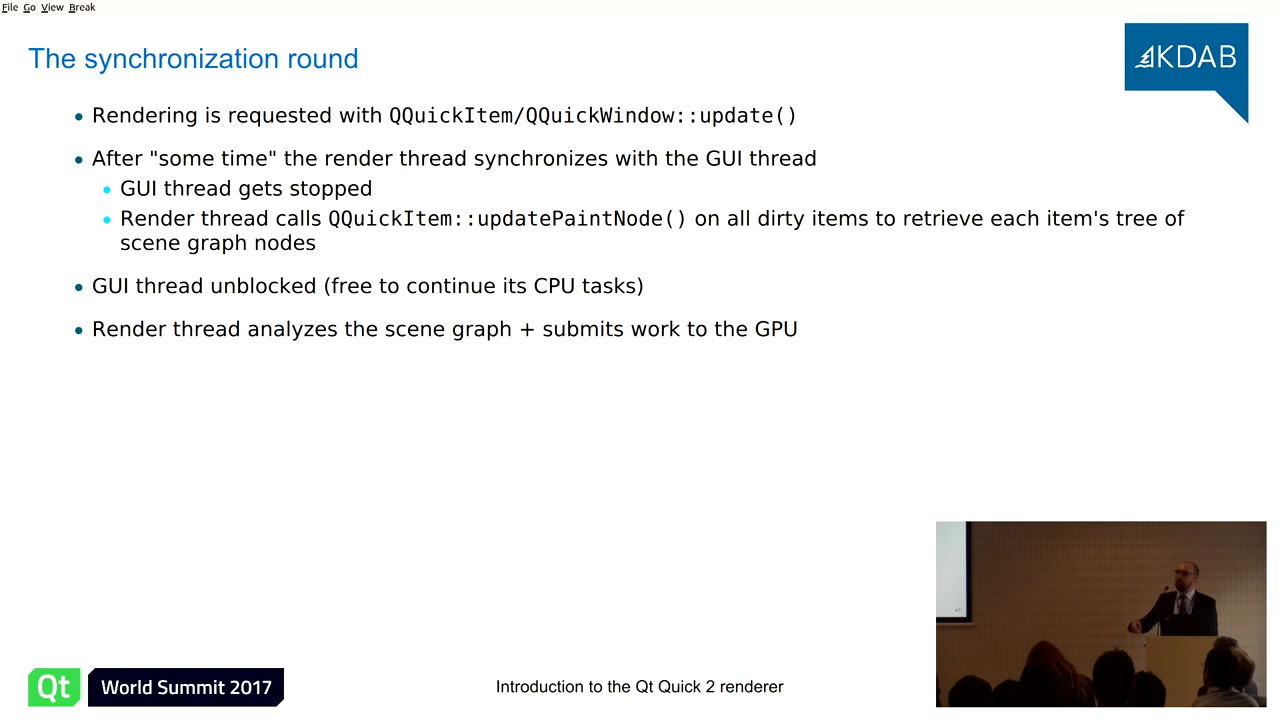 File Go View Break
The synchronization round
KDAB
• Rendering is requested with QQuickItem/QQuickWindow::update()
• After "some time" the render thread synchronizes with the GUI thread
• GUI thread gets stopped
• Render thread calls QQuickItem::updatePaintNode() on all dirty items to retrieve each item's tree of
scene graph nodes
• GUI thread unblocked (free to continue its CPU tasks)
• Render thread analyzes the scene graph + submits work to the GPU
Qt World Summit 2017
Introduction to the Qt Quick 2 renderer